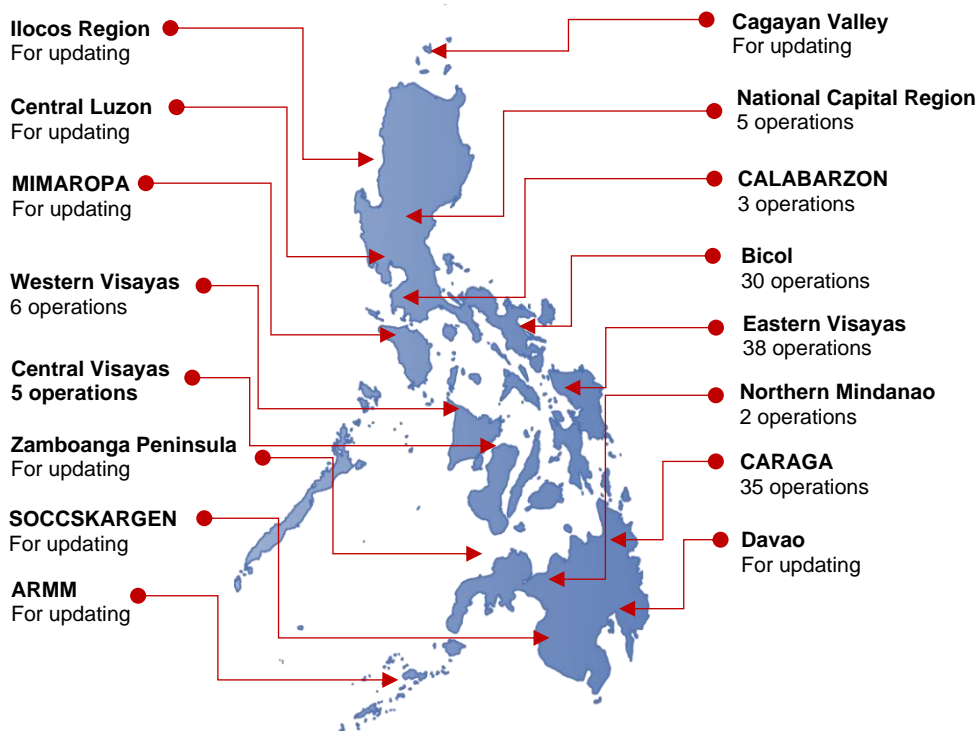 Ilocos Region
For updating
Central Luzon
For updating
MIMAROPA
For updating
Western Visayas
6 operations
Central Visayas
5 operations
Zamboanga Peninsula
For updating
SOCCSKARGEN
For updating
ARMM
For updating
Cagayan Valley
For updating
National Capital Region
5 operations
CALABARZON
3 operations
Bicol
30 operations
Eastern Visayas
38 operations
Northern Mindanao
2 operations
CARAGA
35 operations
Davao
For updating